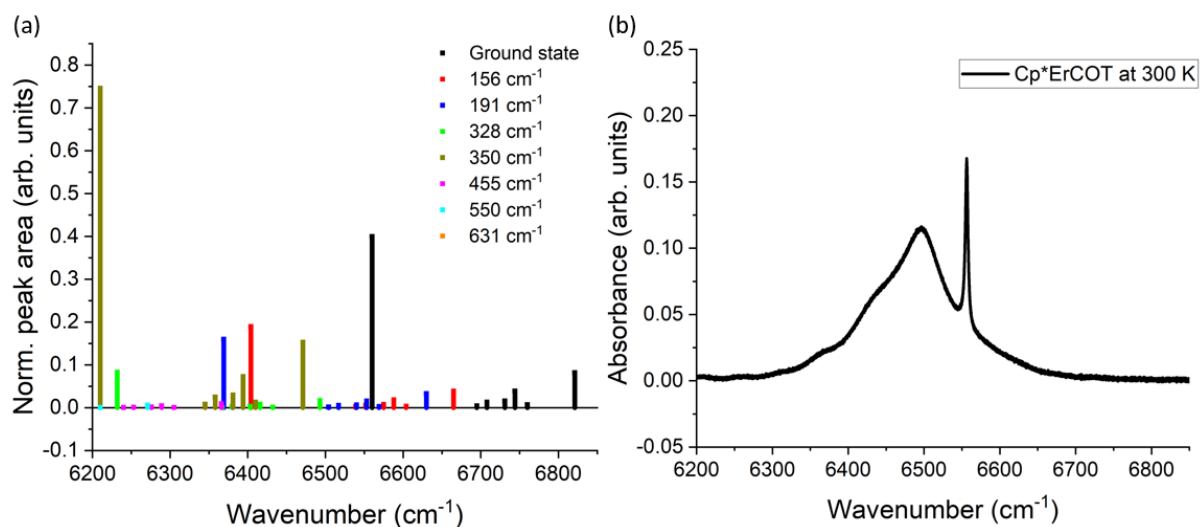 (a)
0.8
0.7
0.6
0.5
0.4
0.3
0.2
0.1
0.0
-0.1
Norm. peak area (arb. units)
Ground state
156 cm⁻¹
191 cm⁻¹
328 cm⁻¹
350 cm⁻¹
455 cm⁻¹
550 cm⁻¹
631 cm⁻¹
6200 6300 6400 6500 6600 6700 6800
Wavenumber (cm⁻¹)
(b)
0.25
0.20
0.15
0.10
0.05
0.00
-0.05
Absorbance (arb. units)
Cp*ErCOT at 300 K
6200 6300 6400 6500 6600 6700 6800
Wavenumber (cm⁻¹)